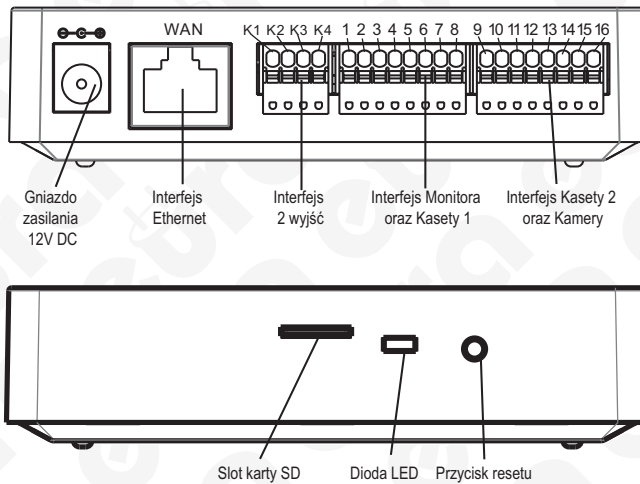 WAN
K1 K2 K3 K4
1 2 3 4 5 6 7 8
9 10 11 12 13 14 15 16
Gniazdo
zasilania
12V DC
Interfejs
Ethernet
Interfejs
2 wyjść
Interfejs Monitora
oraz Kasety 1
Interfejs Kasety 2
oraz Kamery
Slot karty SD
Dioda LED
Przycisk resetu